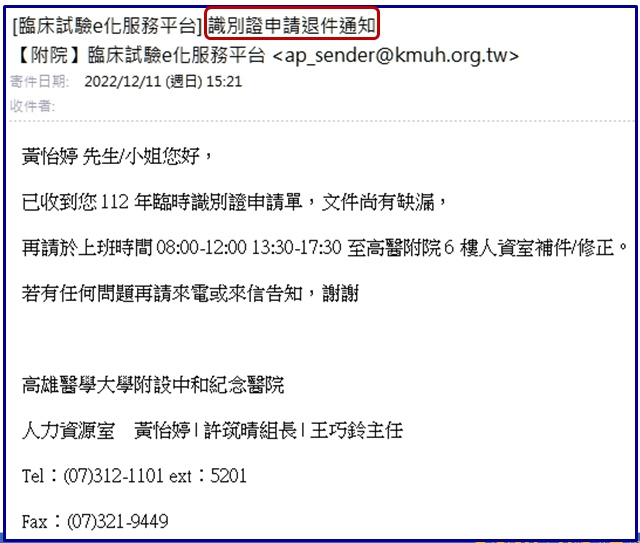 [臨床試驗e化服務平台] 識別證申請退件通知
【附院】臨床試驗e化服務平台 <ap_sender@kmuh.org.tw>
寄件日期: 2022/12/11 (週日) 15:21
收件者:
黃怡婷 先生/小姐您好，
已收到您 112 年臨時識別證申請單，文件尚有缺漏，
再請於上班時間 08:00-12:00 13:30-17:30 至高醫附院 6 樓人資室補件/修正。
若有任何問題再請來電或來信告知，謝謝
高雄醫學大學附設中和紀念醫院
人力資源室 黃怡婷 | 許筑晴組長 | 王巧鈴主任
Tel：(07)312-1101 ext：5201
Fax：(07)321-9449